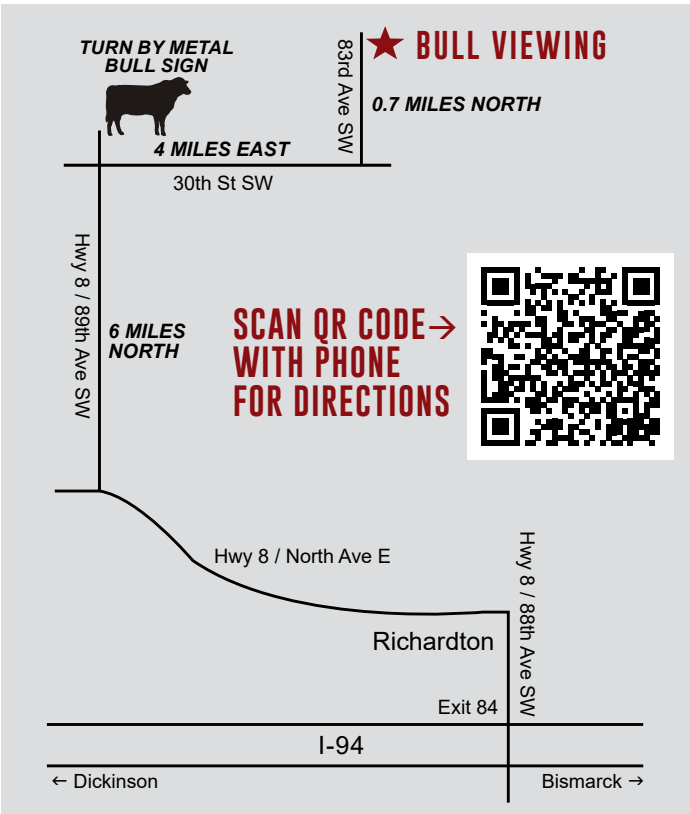 TURN BY METAL
BULL SIGN
83rd Ave SW
★ BULL VIEWING
0.7 MILES NORTH
4 MILES EAST
30th St SW
Hwy 8 / 89th Ave SW
6 MILES
NORTH
SCAN QR CODE→
WITH PHONE
FOR DIRECTIONS
Hwy 8 / North Ave E
Hwy 8 / 88th Ave SW
Richardton
Exit 84
I-94
← Dickinson
Bismarck →